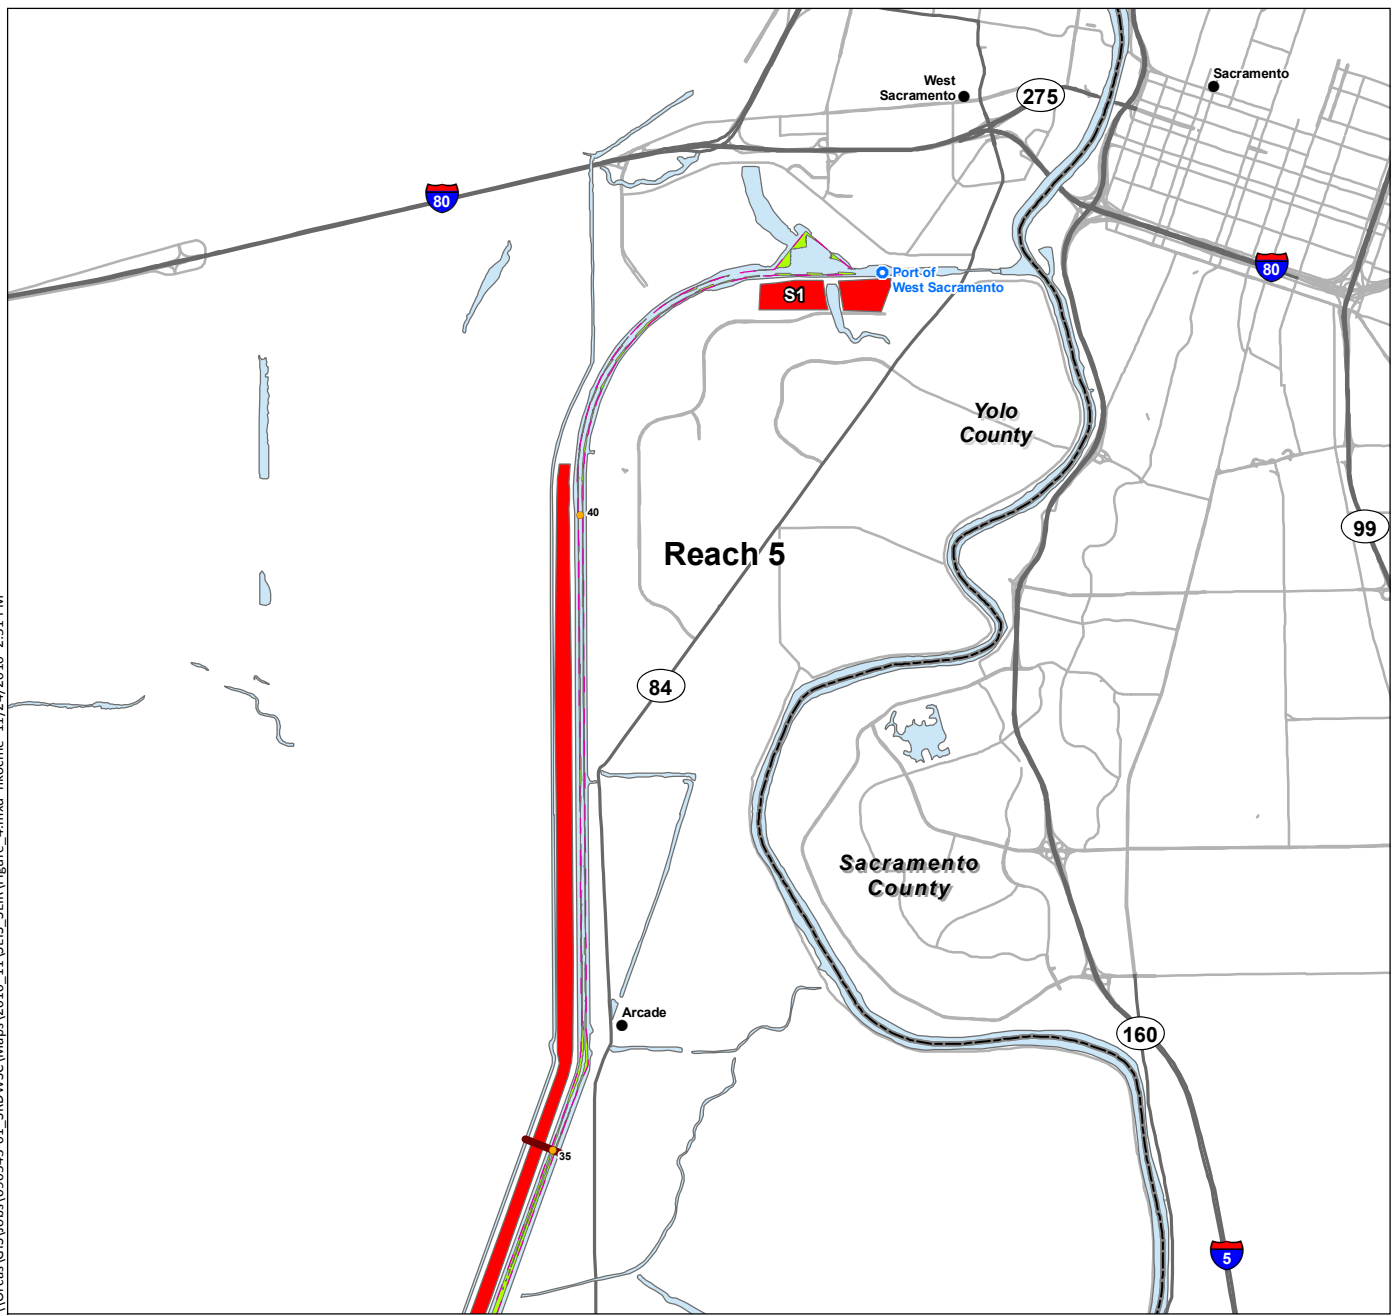 West
Sacramento
275
Sacramento
80
80
Port of
West Sacramento
S1
Yolo
County
40
99
Reach 5
84
Sacramento
County
Arcade
160
35
5